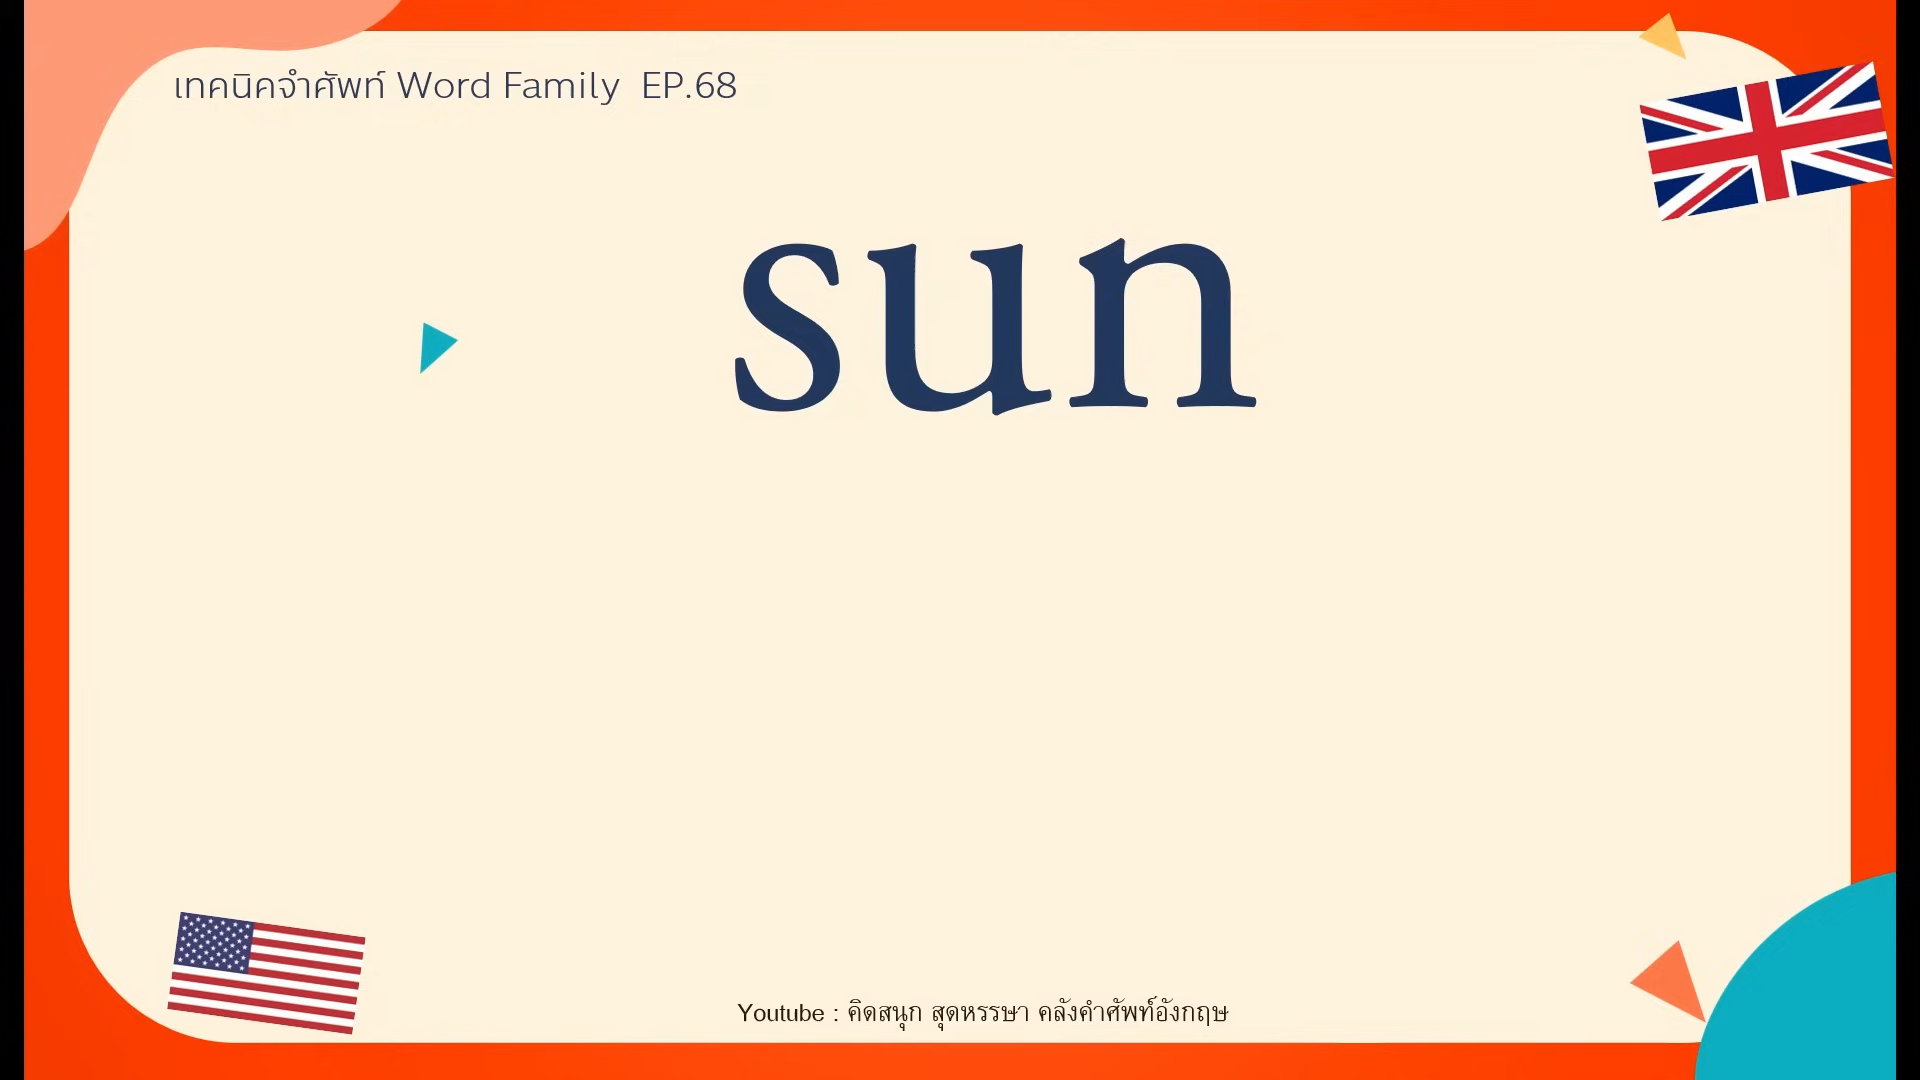 เทคนิคจำศัพท์ Word Family EP.68
sun
Youtube : คิดสนุก สุดหรรษา คลังคำศัพท์อังกฤษ